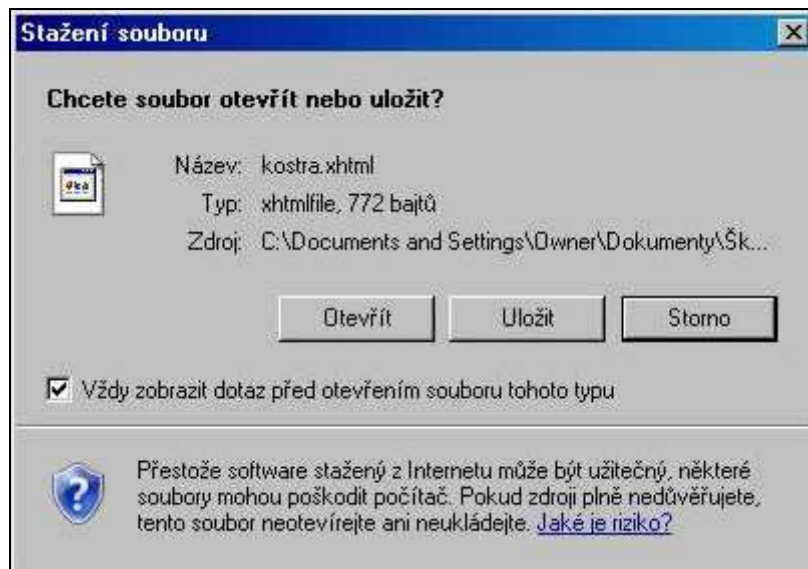 Stažení souboru
Chcete soubor otevřít nebo uložit?
Název: kostra.xhtml
Typ: xhtmlfile, 772 bajtů
Zdroj: C:\Documents and Settings\Owner\Dokumenty\Šk...
Otevřít Uložit Storno
Vždy zobrazit dotaz před otevřením souboru tohoto typu
Přestože software stažený z Internetu může být užitečný, některé
soubory mohou poškodit počítač. Pokud zdroji plně nedůvěřujete,
tento soubor neotevírejte ani neukládejte. Jaké je riziko?